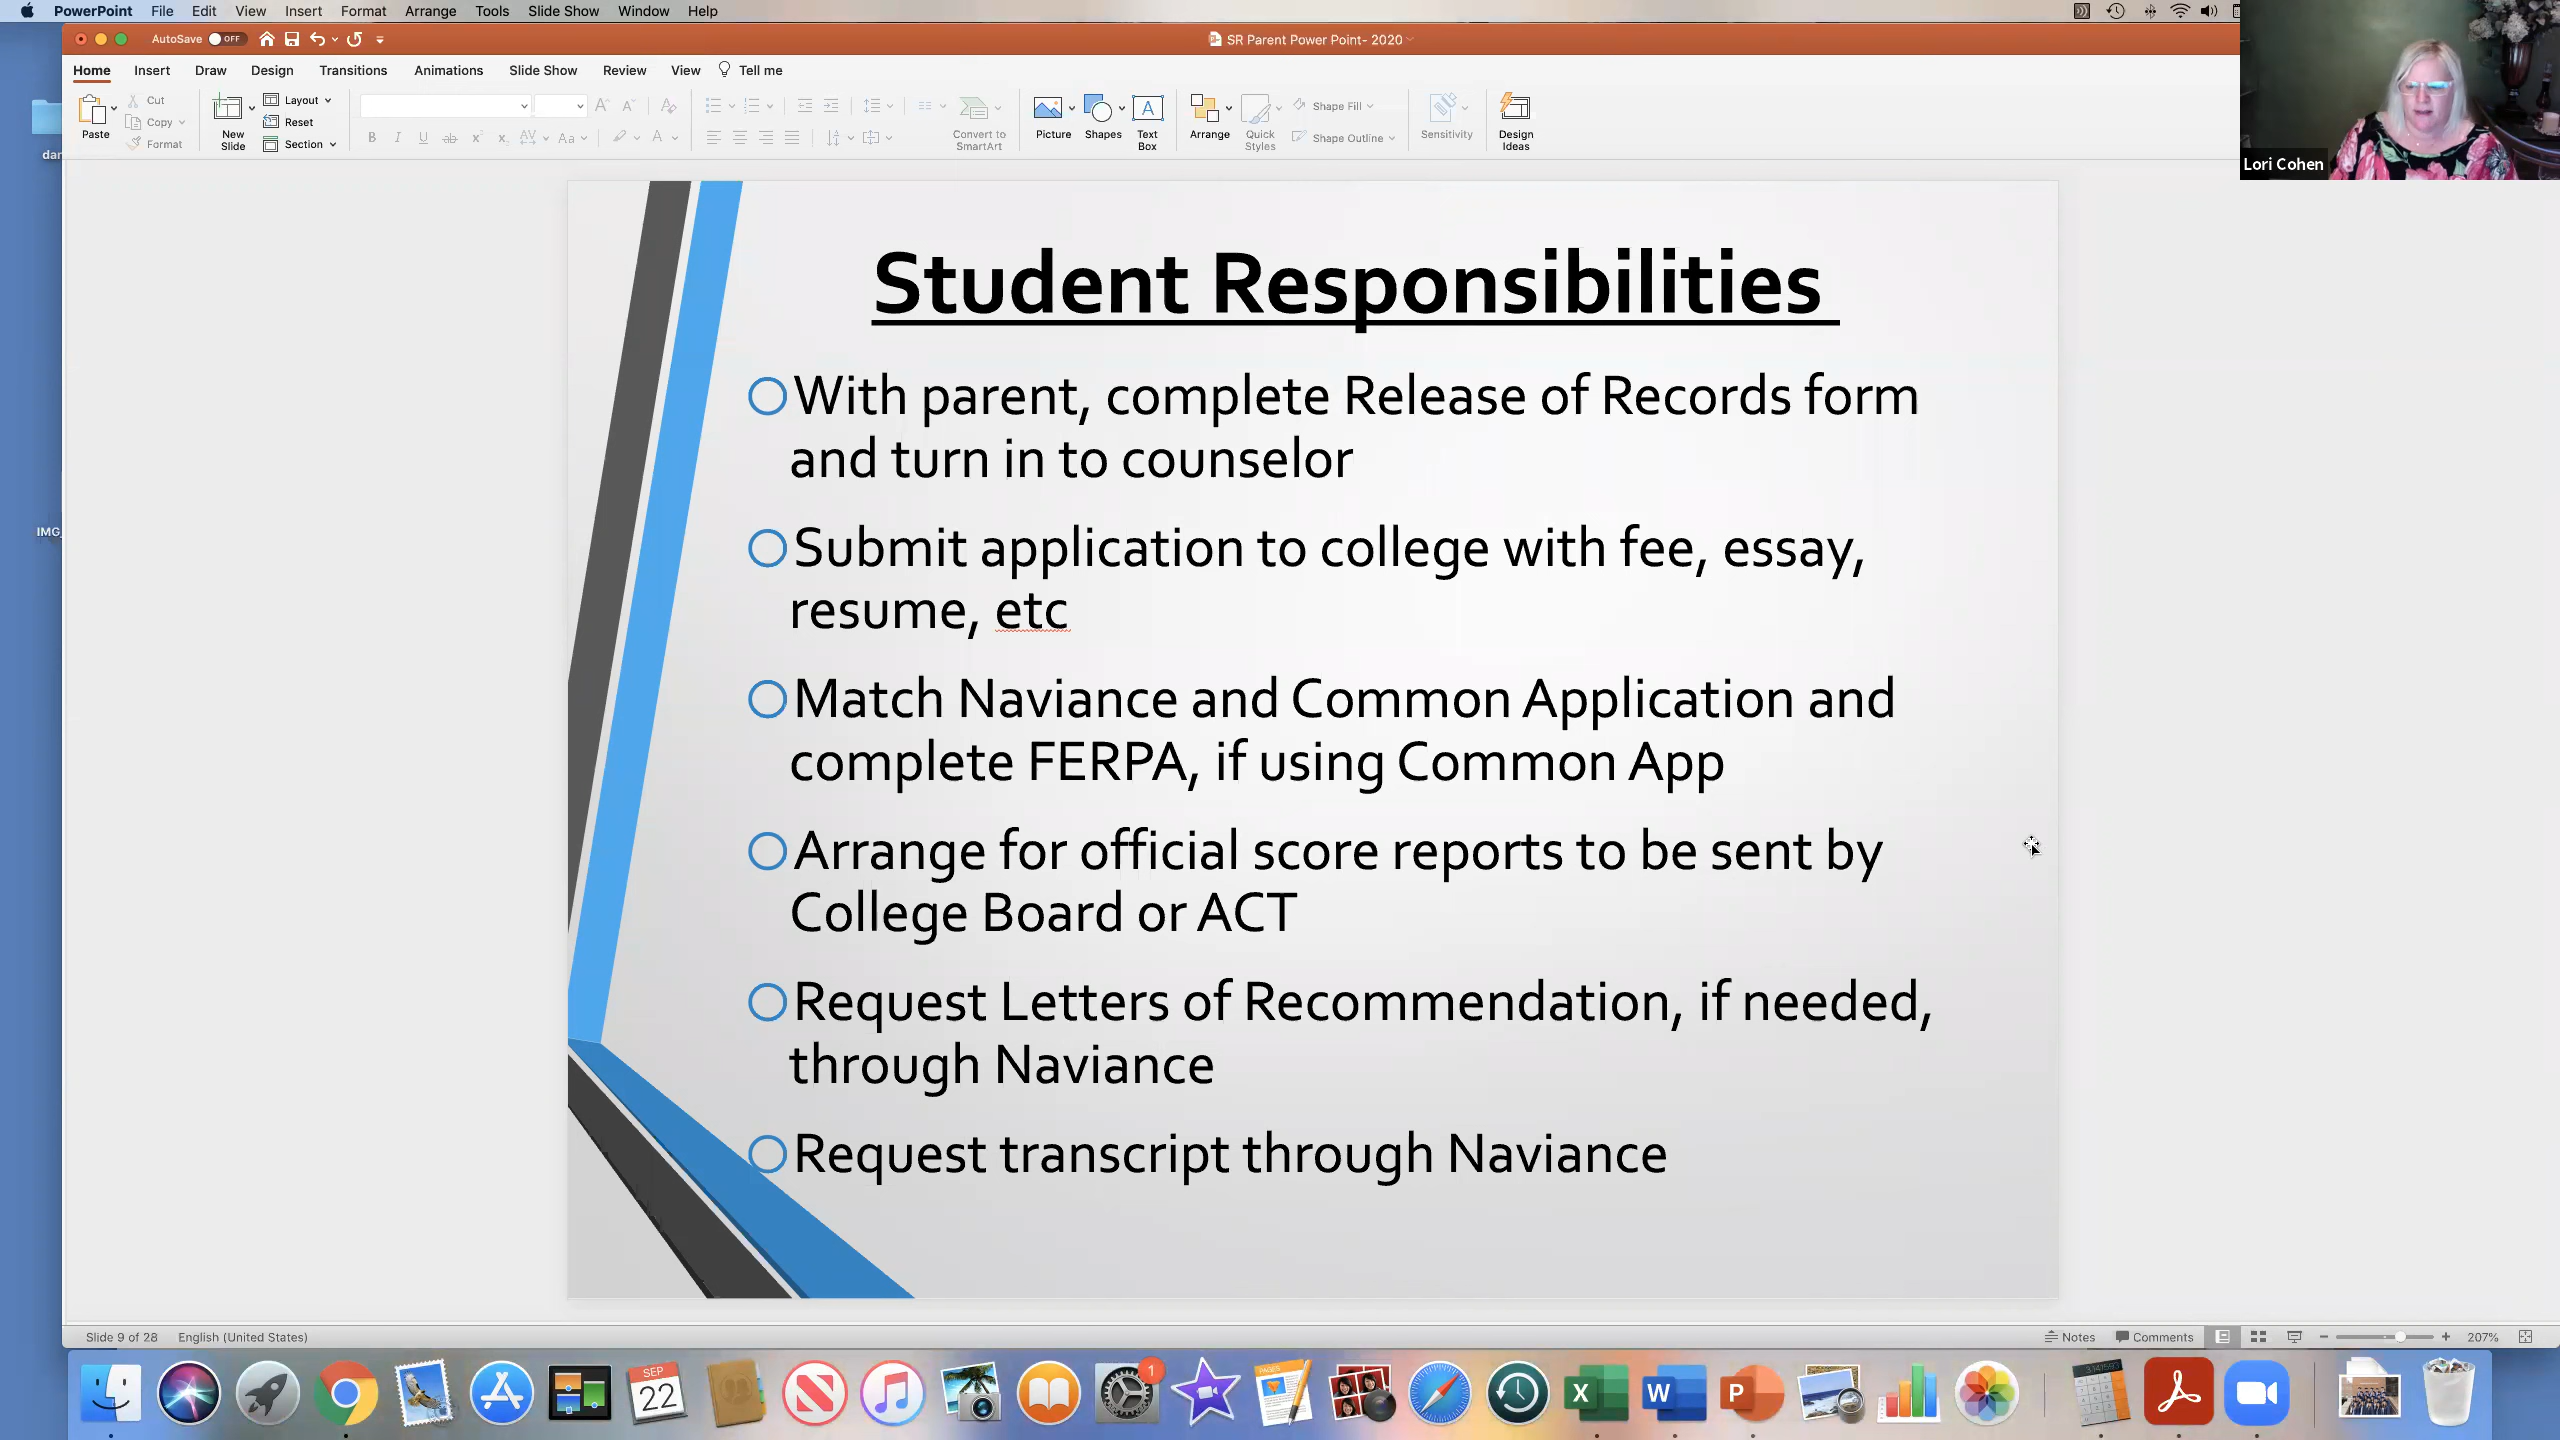 PowerPoint File Edit View Insert Format Arrange Tools Slide Show Window Help
AutoSave OFF
SR Parent Power Point- 2020
Home Insert Draw Design Transitions Animations Slide Show Review View Tell me
Paste
Cut
Copy
Format
New
Slide
Layout
Reset
Section
Convert to
SmartArt
Picture
Shapes
Text
Box
Arrange
Quick
Styles
Shape Fill
Shape Outline
Sensitivity
Design
Ideas
Lori Cohen
Student Responsibilities
With parent, complete Release of Records form
and turn in to counselor
Submit application to college with fee, essay,
resume, etc
Match Naviance and Common Application and
complete FERPA, if using Common App
Arrange for official score reports to be sent by
College Board or ACT
Request Letters of Recommendation, if needed,
through Naviance
Request transcript through Naviance
Slide 9 of 28 English (United States)
Notes Comments 207%
SEP
22
1
PAGES
X
W
P